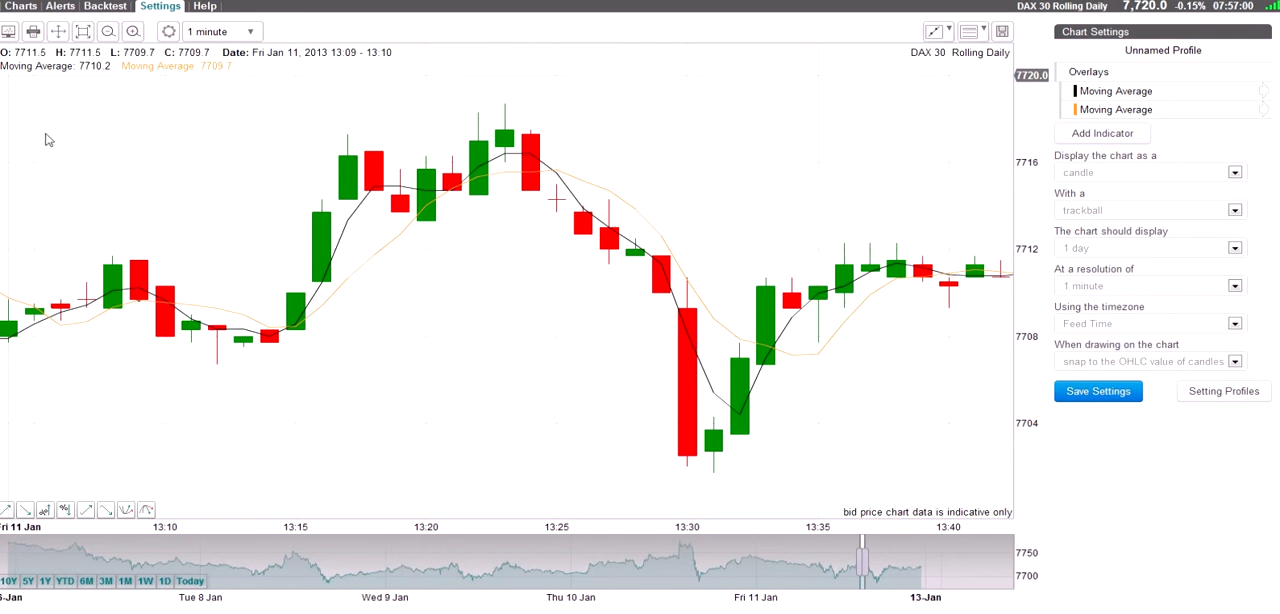 Charts Alerts Backtest Settings Help
DAX 30 Rolling Daily 7,720.0 -0.15% 07:57:00
1 minute
O: 7711.5 H: 7711.5 L: 7709.7 C: 7709.7 Date: Fri Jan 11, 2013 13:09 - 13:10
DAX 30 Rolling Daily
Moving Average: 7710.2 Moving Average: 7709.7
7720.0
7716
7712
7708
7704
bid price chart data is indicative only
Fri 11 Jan 13:10 13:15 13:20 13:25 13:30 13:35 13:40
7750
7700
10Y 5Y 1Y YTD 6M 3M 1M 1W 1D Today
6-Jan Tue 8 Jan Wed 9 Jan Thu 10 Jan Fri 11 Jan 13-Jan
Chart Settings
Unnamed Profile
Overlays
Moving Average
Moving Average
Add Indicator
Display the chart as a
candle
With a
trackball
The chart should display
1 day
At a resolution of
1 minute
Using the timezone
Feed Time
When drawing on the chart
snap to the OHLC value of candles
Save Settings Setting Profiles